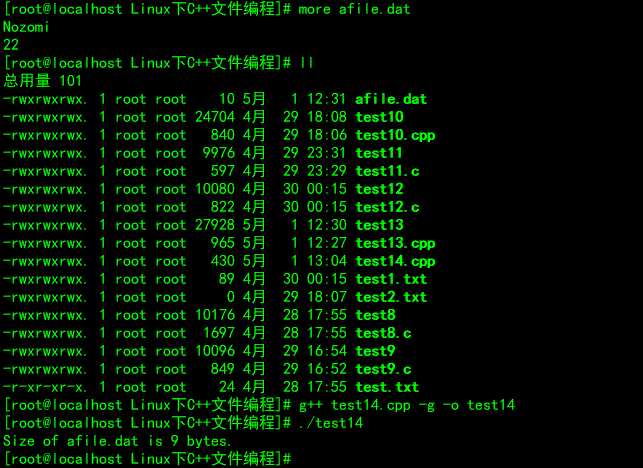 [root@localhost Linux下C++文件编程]# more afile.dat
Nozomi
22
[root@localhost Linux下C++文件编程]# ll
总用量 101
-rwxrwxrwx. 1 root root    10 5月   1 12:31 afile.dat
-rwxrwxrwx. 1 root root 24704 4月  29 18:08 test10
-rwxrwxrwx. 1 root root   840 4月  29 18:06 test10.cpp
-rwxrwxrwx. 1 root root  9976 4月  29 23:31 test11
-rwxrwxrwx. 1 root root   597 4月  29 23:29 test11.c
-rwxrwxrwx. 1 root root 10080 4月  30 00:15 test12
-rwxrwxrwx. 1 root root   822 4月  30 00:15 test12.c
-rwxrwxrwx. 1 root root 27928 5月   1 12:30 test13
-rwxrwxrwx. 1 root root   965 5月   1 12:27 test13.cpp
-rwxrwxrwx. 1 root root   430 5月   1 13:04 test14.cpp
-rwxrwxrwx. 1 root root    89 4月  30 00:15 test1.txt
-rwxrwxrwx. 1 root root     0 4月  29 18:07 test2.txt
-rwxrwxrwx. 1 root root 10176 4月  28 17:55 test8
-rwxrwxrwx. 1 root root  1697 4月  28 17:55 test8.c
-rwxrwxrwx. 1 root root 10096 4月  29 16:54 test9
-rwxrwxrwx. 1 root root   849 4月  29 16:52 test9.c
-r-xr-xr-x. 1 root root    24 4月  28 17:55 test.txt
[root@localhost Linux下C++文件编程]# g++ test14.cpp -g -o test14
[root@localhost Linux下C++文件编程]# ./test14
Size of afile.dat is 9 bytes.
[root@localhost Linux下C++文件编程]#